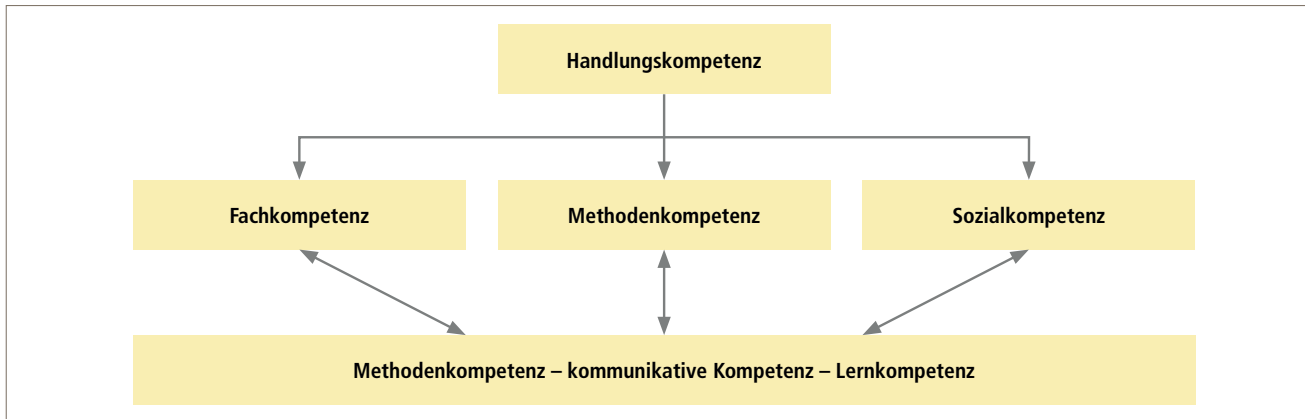 Handlungskompetenz
Fachkompetenz
Methodenkompetenz
Sozialkompetenz
Methodenkompetenz – kommunikative Kompetenz – Lernkompetenz